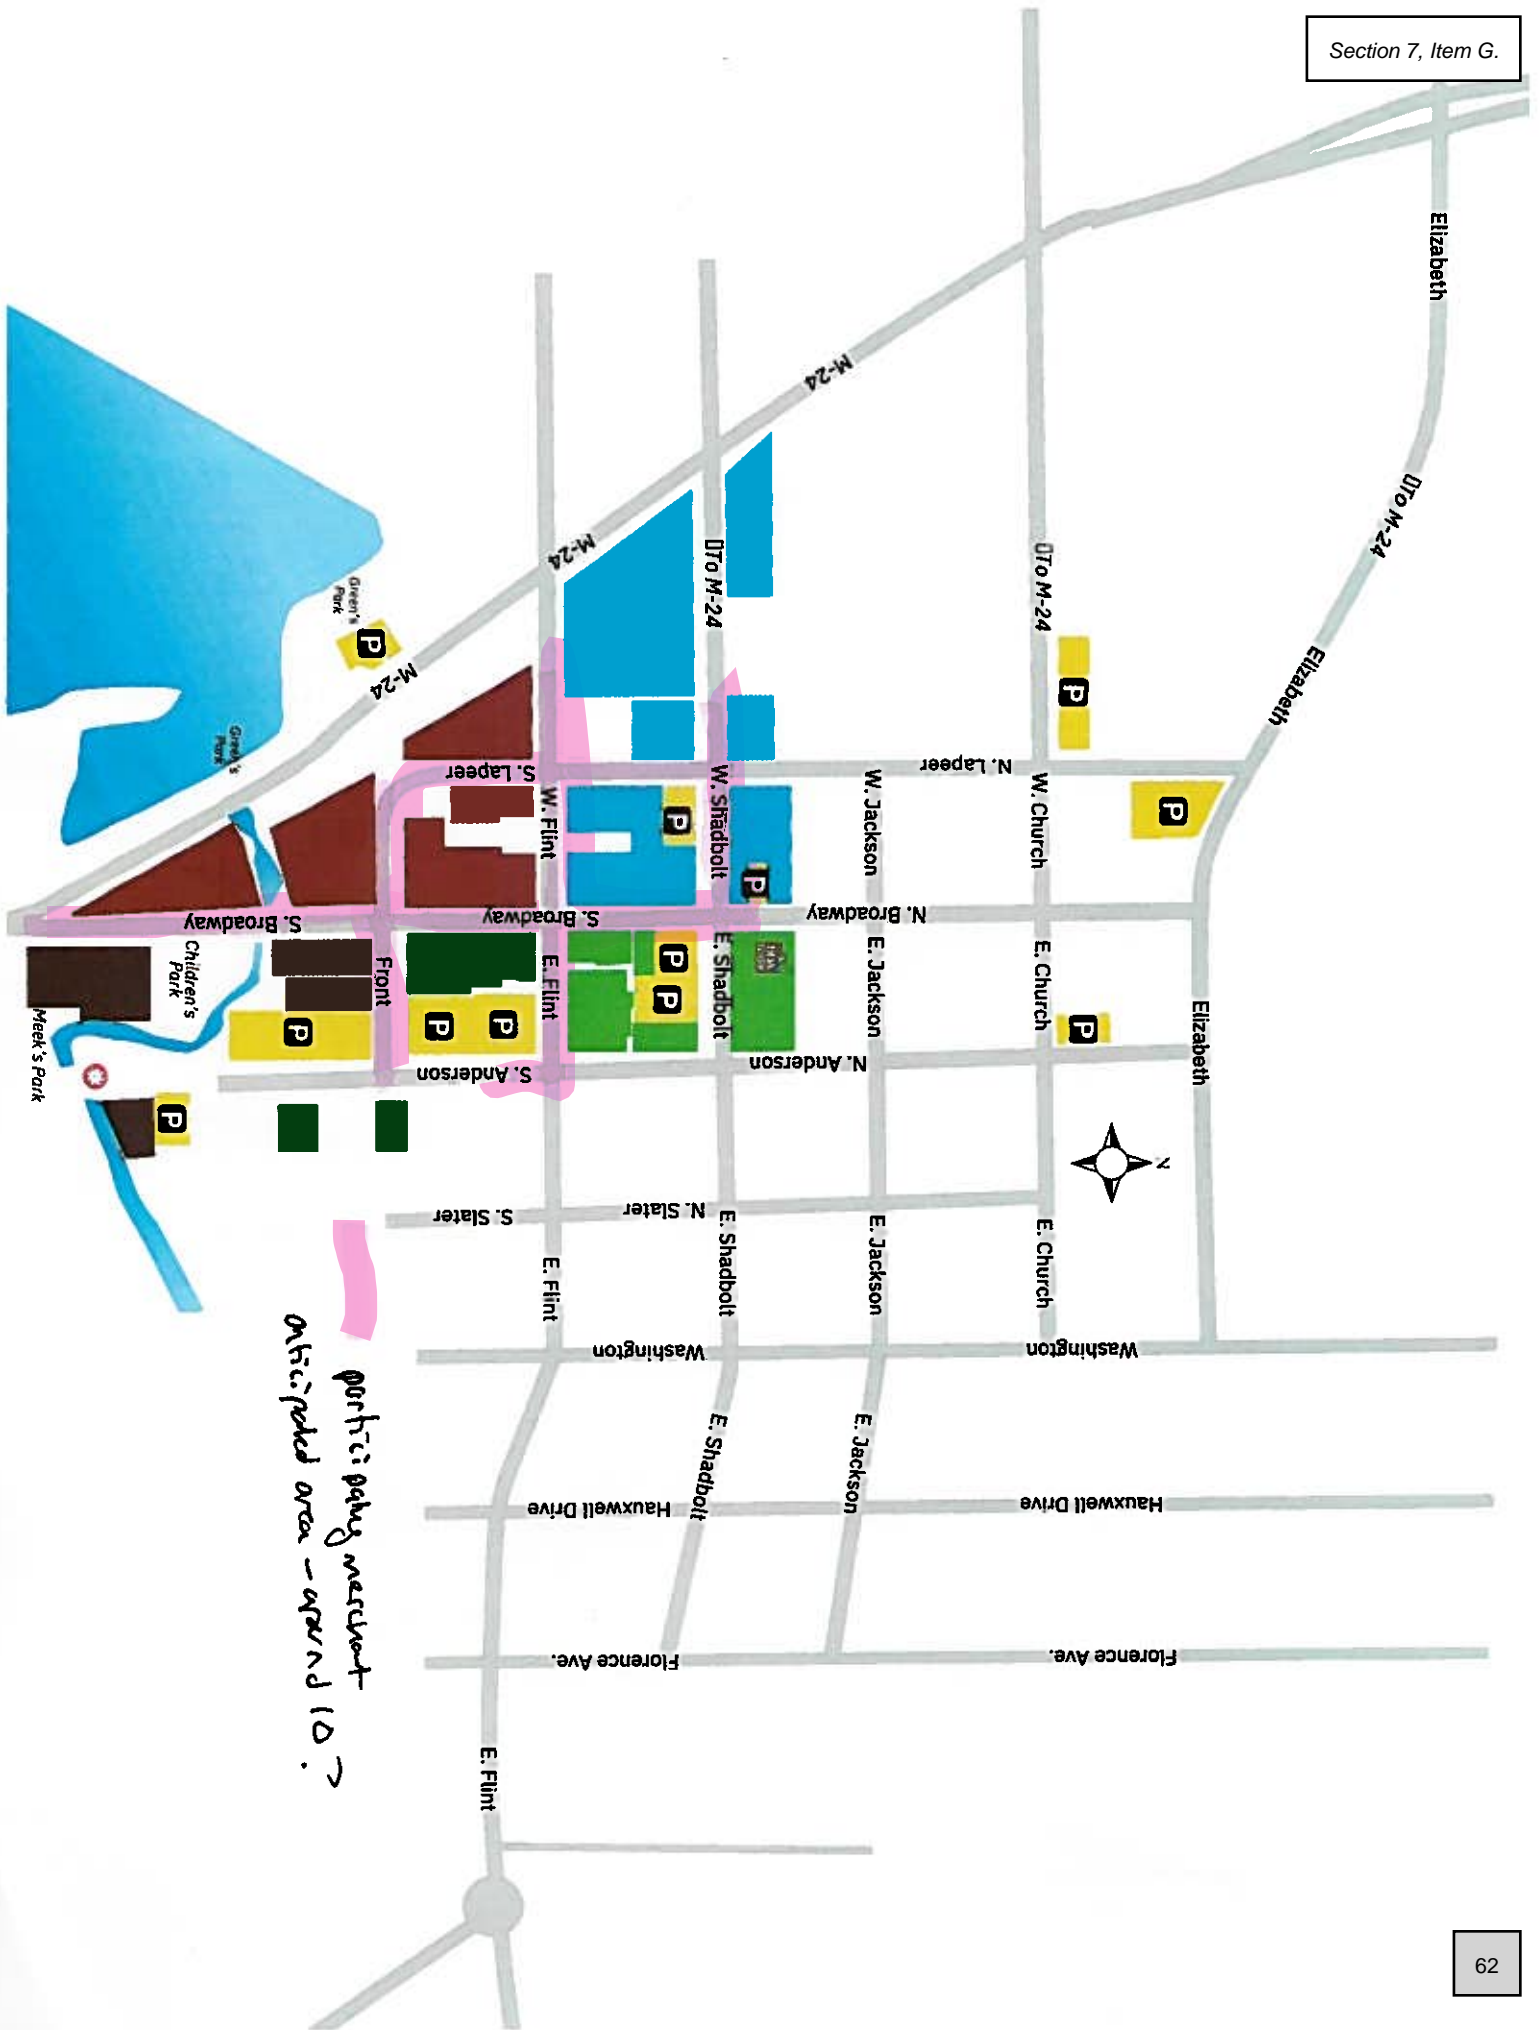 Section 7, Item G.
Elizabeth
M-24
▯To M-24
M-24
▯To M-24
▯To M-24
Green's
Park
P
M-24
Elizabeth
P
Green's
Park
S. Lapeer
N. Lapeer
W. Flint
W. Shadbolt
W. Jackson
W. Church
P
P
P
S. Broadway
S. Broadway
N. Broadway
Children's
Park
Front
E. Flint
E. Shadbolt
E. Jackson
E. Church
Elizabeth
P
P
P
P
P
P
Meek's Park
S. Anderson
N. Anderson
P
N
S. Slater
N. Slater
E. Flint
E. Shadbolt
E. Jackson
E. Church
Washington
Washington
participating merchant
anticipated area - around 10?
E. Shadbolt
E. Jackson
Hauxwell Drive
Hauxwell Drive
Florence Ave.
Florence Ave.
E. Flint
62